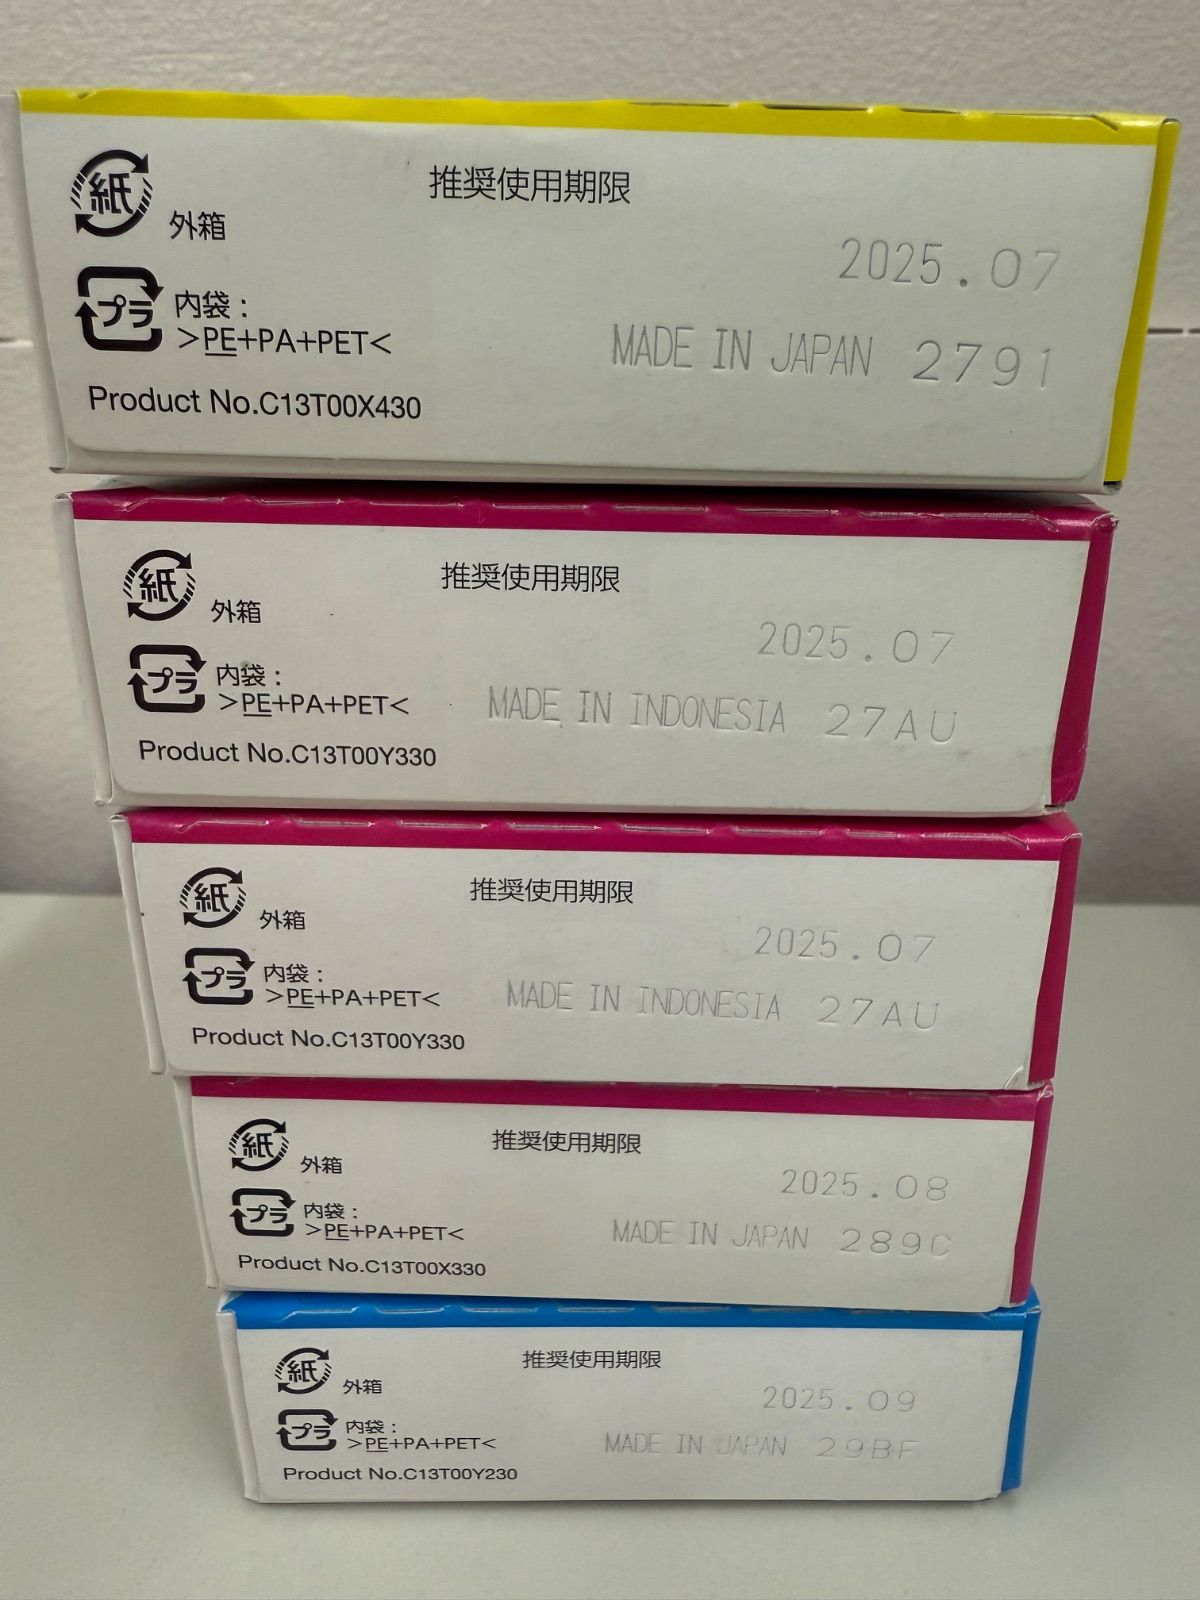 紙
外箱
推奨使用期限
2025.07
プラ
内袋：
>PE+PA+PET<
MADE IN JAPAN 2791
Product No.C13T00X430
紙
外箱
推奨使用期限
2025.07
プラ
内袋：
>PE+PA+PET<
MADE IN INDONESIA 27AU
Product No.C13T00Y330
紙
外箱
推奨使用期限
2025.07
プラ
内袋：
>PE+PA+PET<
MADE IN INDONESIA 27AU
Product No.C13T00Y330
紙
外箱
推奨使用期限
2025.08
プラ
内袋：
>PE+PA+PET<
MADE IN JAPAN 289C
Product No.C13T00X330
紙
外箱
推奨使用期限
2025.09
プラ
内袋：
>PE+PA+PET<
MADE IN JAPAN 29BF
Product No.C13T00Y230